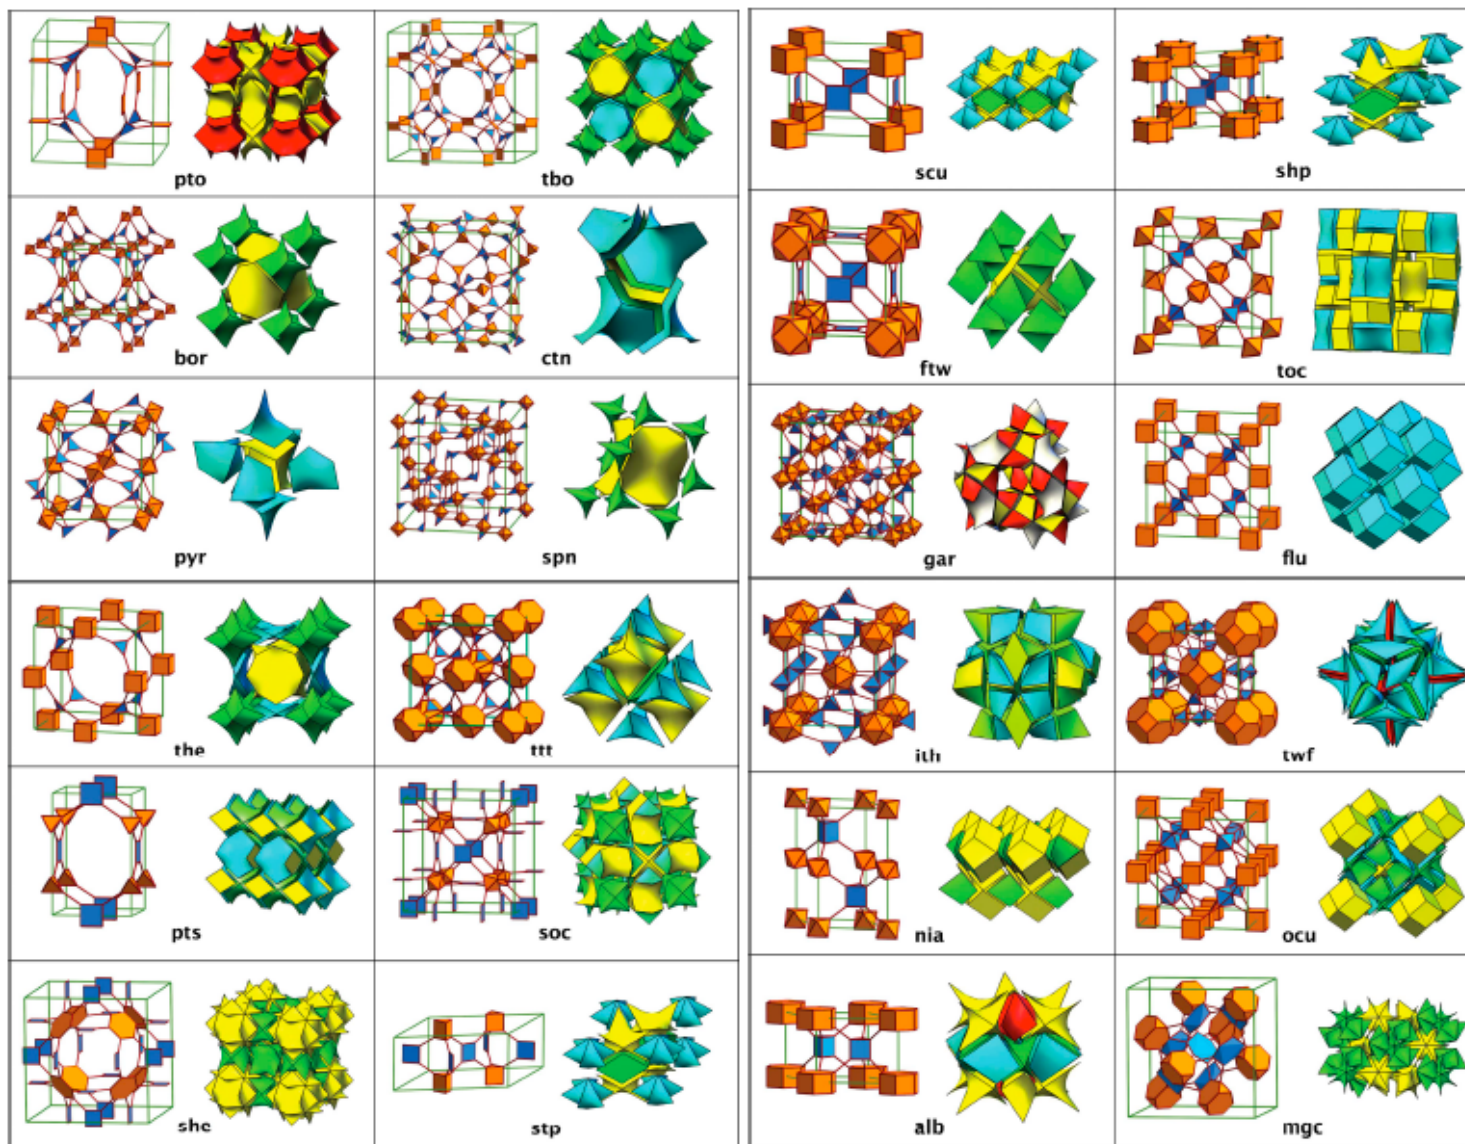 pto
tbo
scu
shp
bor
ctn
ftw
toc
pyr
spn
gar
flu
the
ttt
ith
twf
pts
soc
nia
ocu
she
stp
alb
mgc